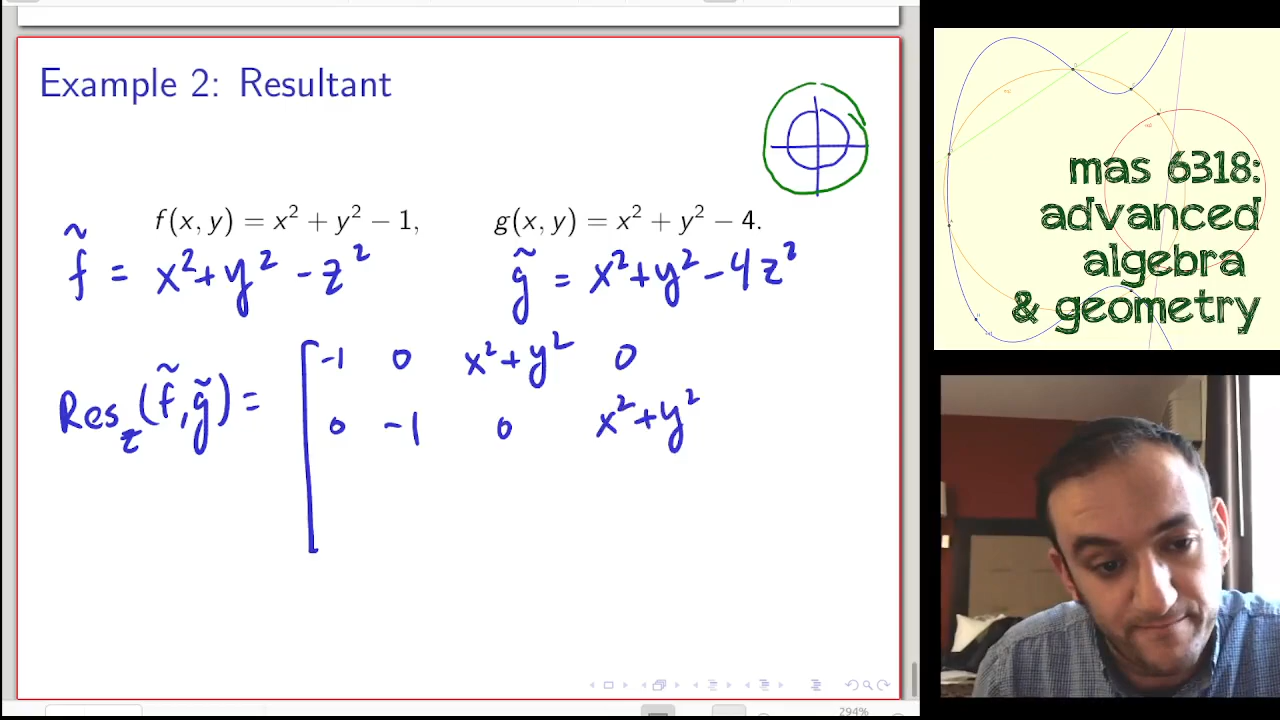 Example 2: Resultant
f(x, y) = x² + y² − 1,
g(x, y) = x² + y² − 4.
f̃ = x²+y² −z²
g̃ = x²+y²−4z²
Res_z(f̃,g̃) =
-1 0 x²+y² 0
0 -1 0 x²+y²
294%
mas 6318:
advanced
algebra
& geometry